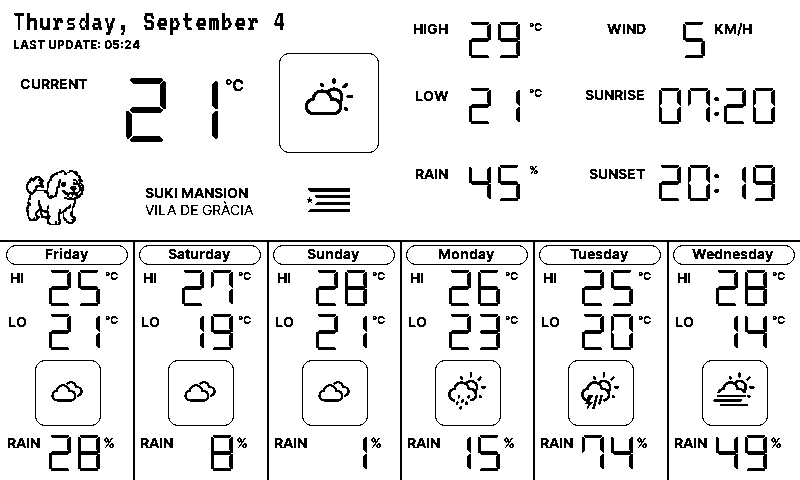 Thursday, September 4
LAST UPDATE: 05:24
CURRENT 21 °C
HIGH 29 °C
WIND 5 KM/H
LOW 21 °C
SUNRISE 07:20
RAIN 45 %
SUNSET 20:19
SUKI MANSION
VILA DE GRÀCIA
Friday
HI 25 °C
LO 21 °C
RAIN 28 %
Saturday
HI 27 °C
LO 19 °C
RAIN 8 %
Sunday
HI 28 °C
LO 21 °C
RAIN 1 %
Monday
HI 26 °C
LO 23 °C
RAIN 15 %
Tuesday
HI 25 °C
LO 20 °C
RAIN 74 %
Wednesday
HI 28 °C
LO 14 °C
RAIN 49 %